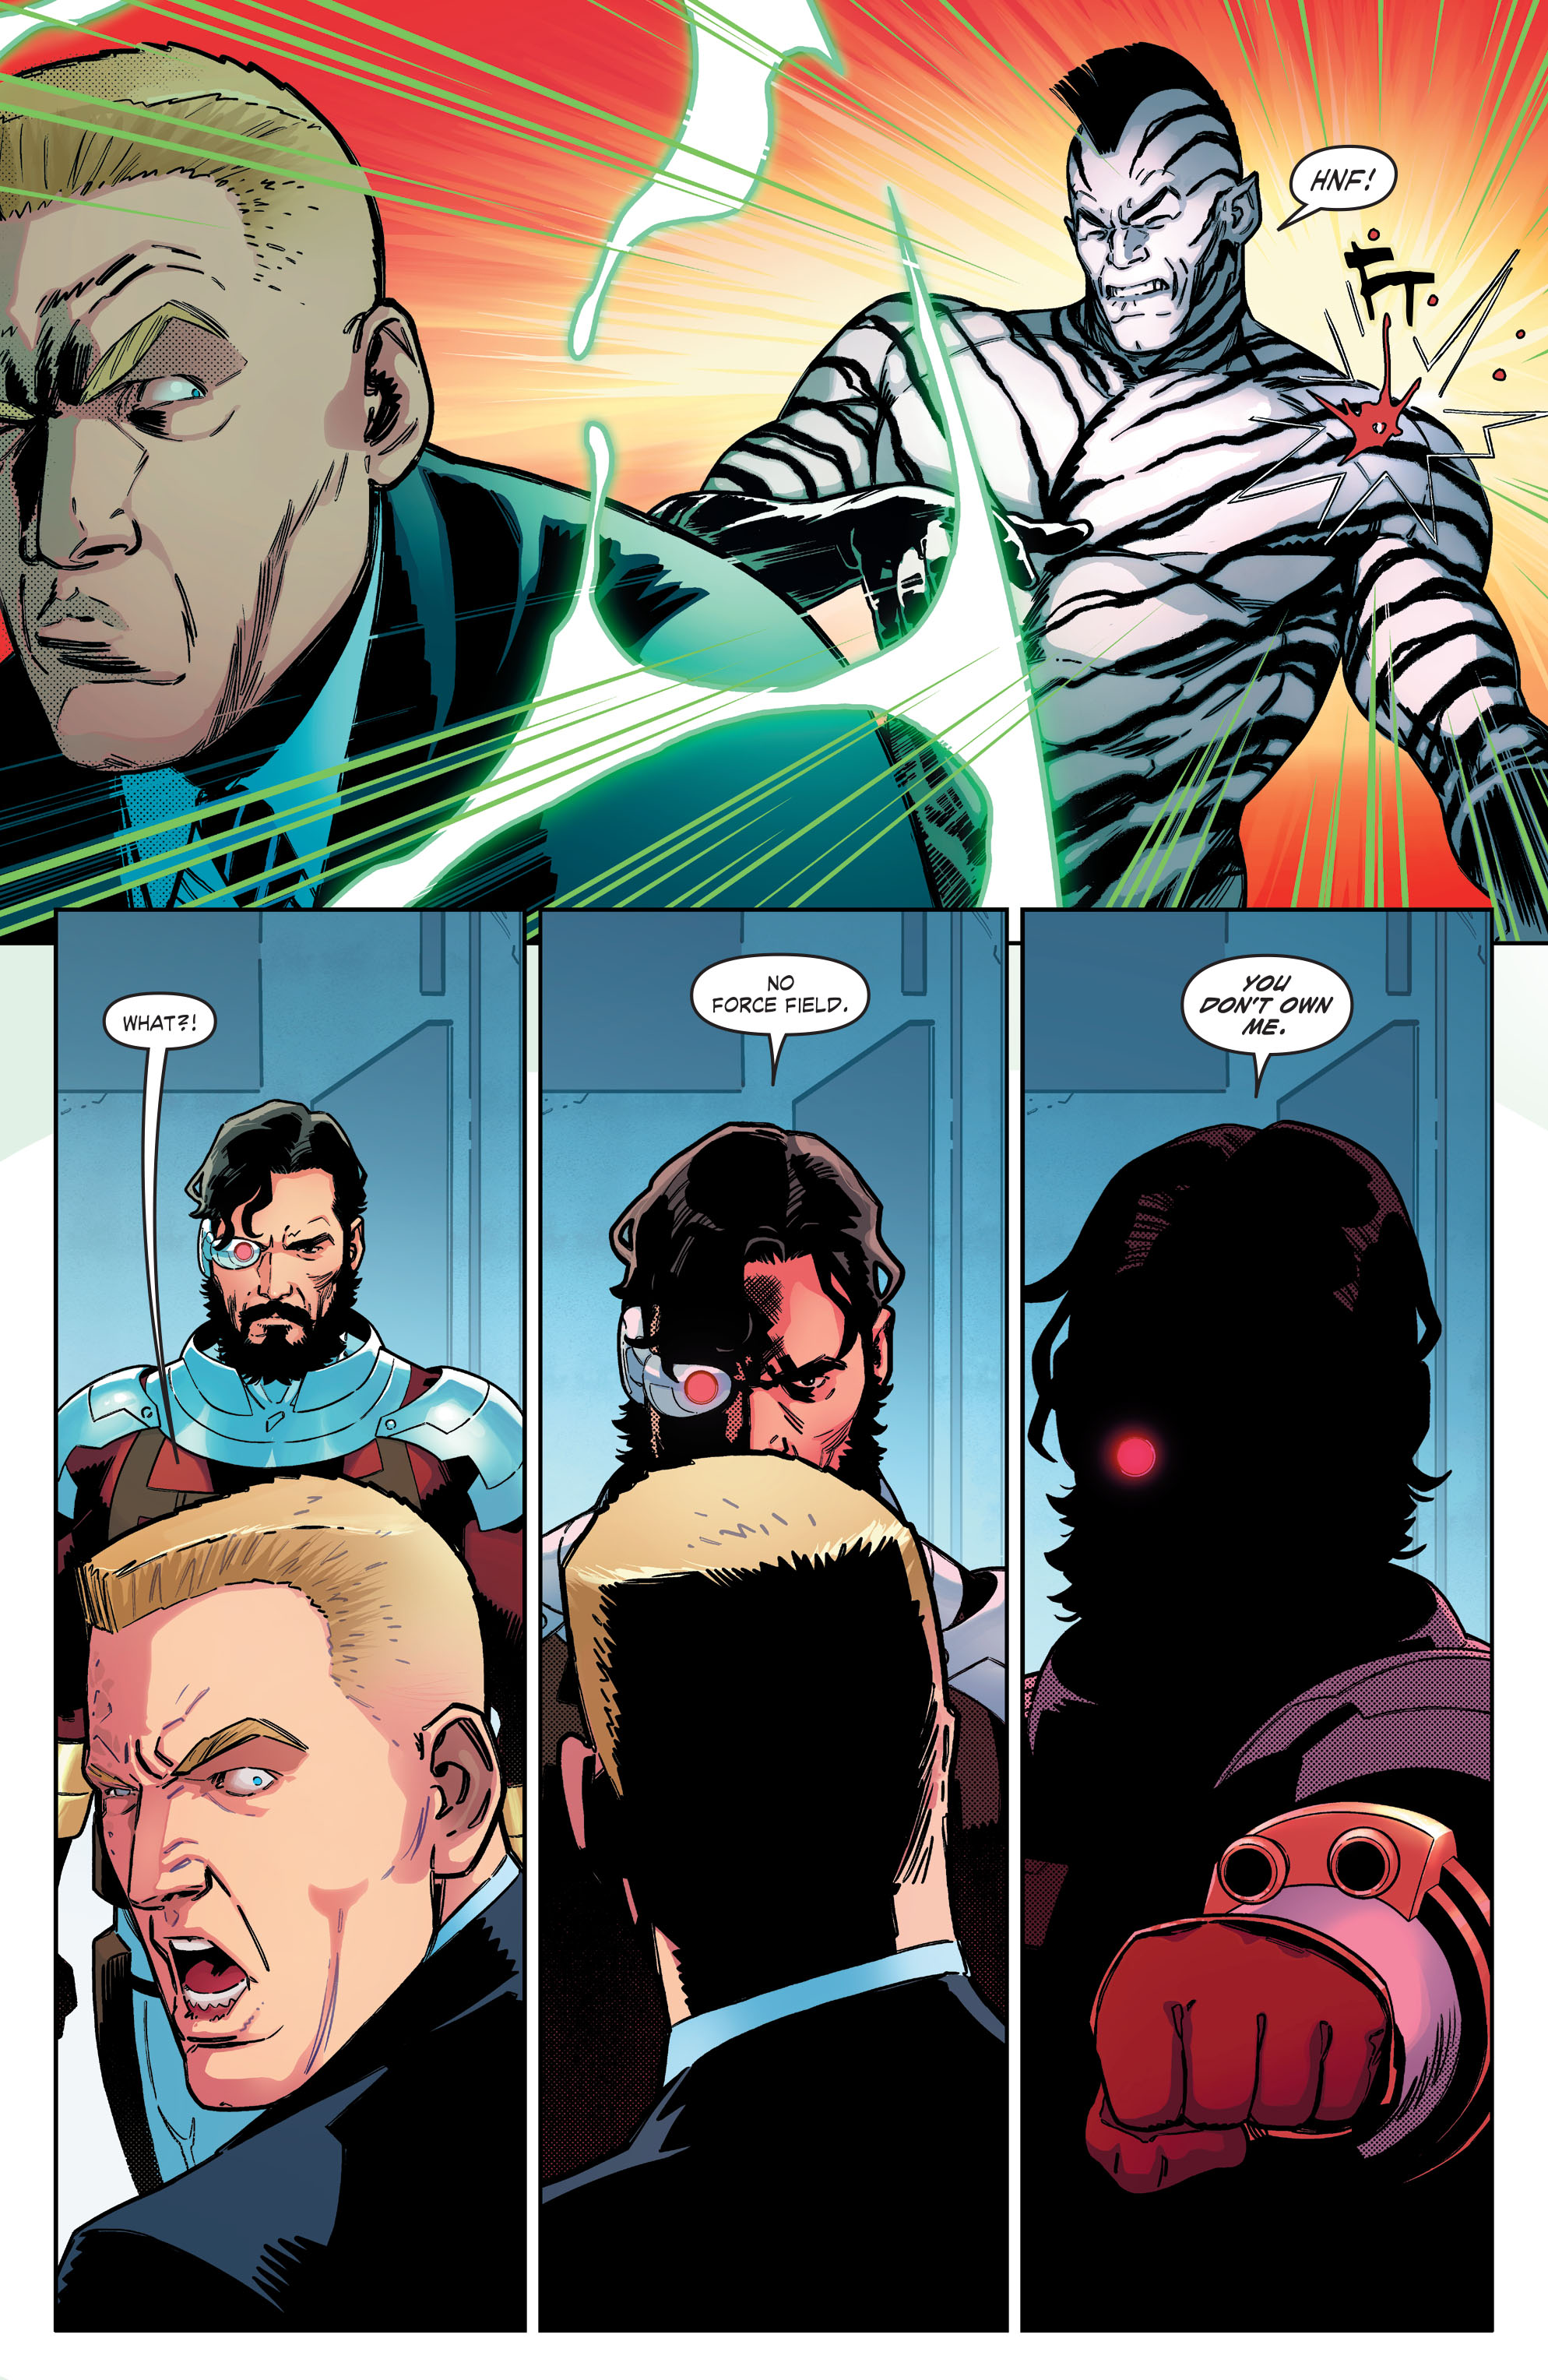 HNF!
FT
WHAT?!
NO
FORCE FIELD.
YOU
DON'T OWN
ME.